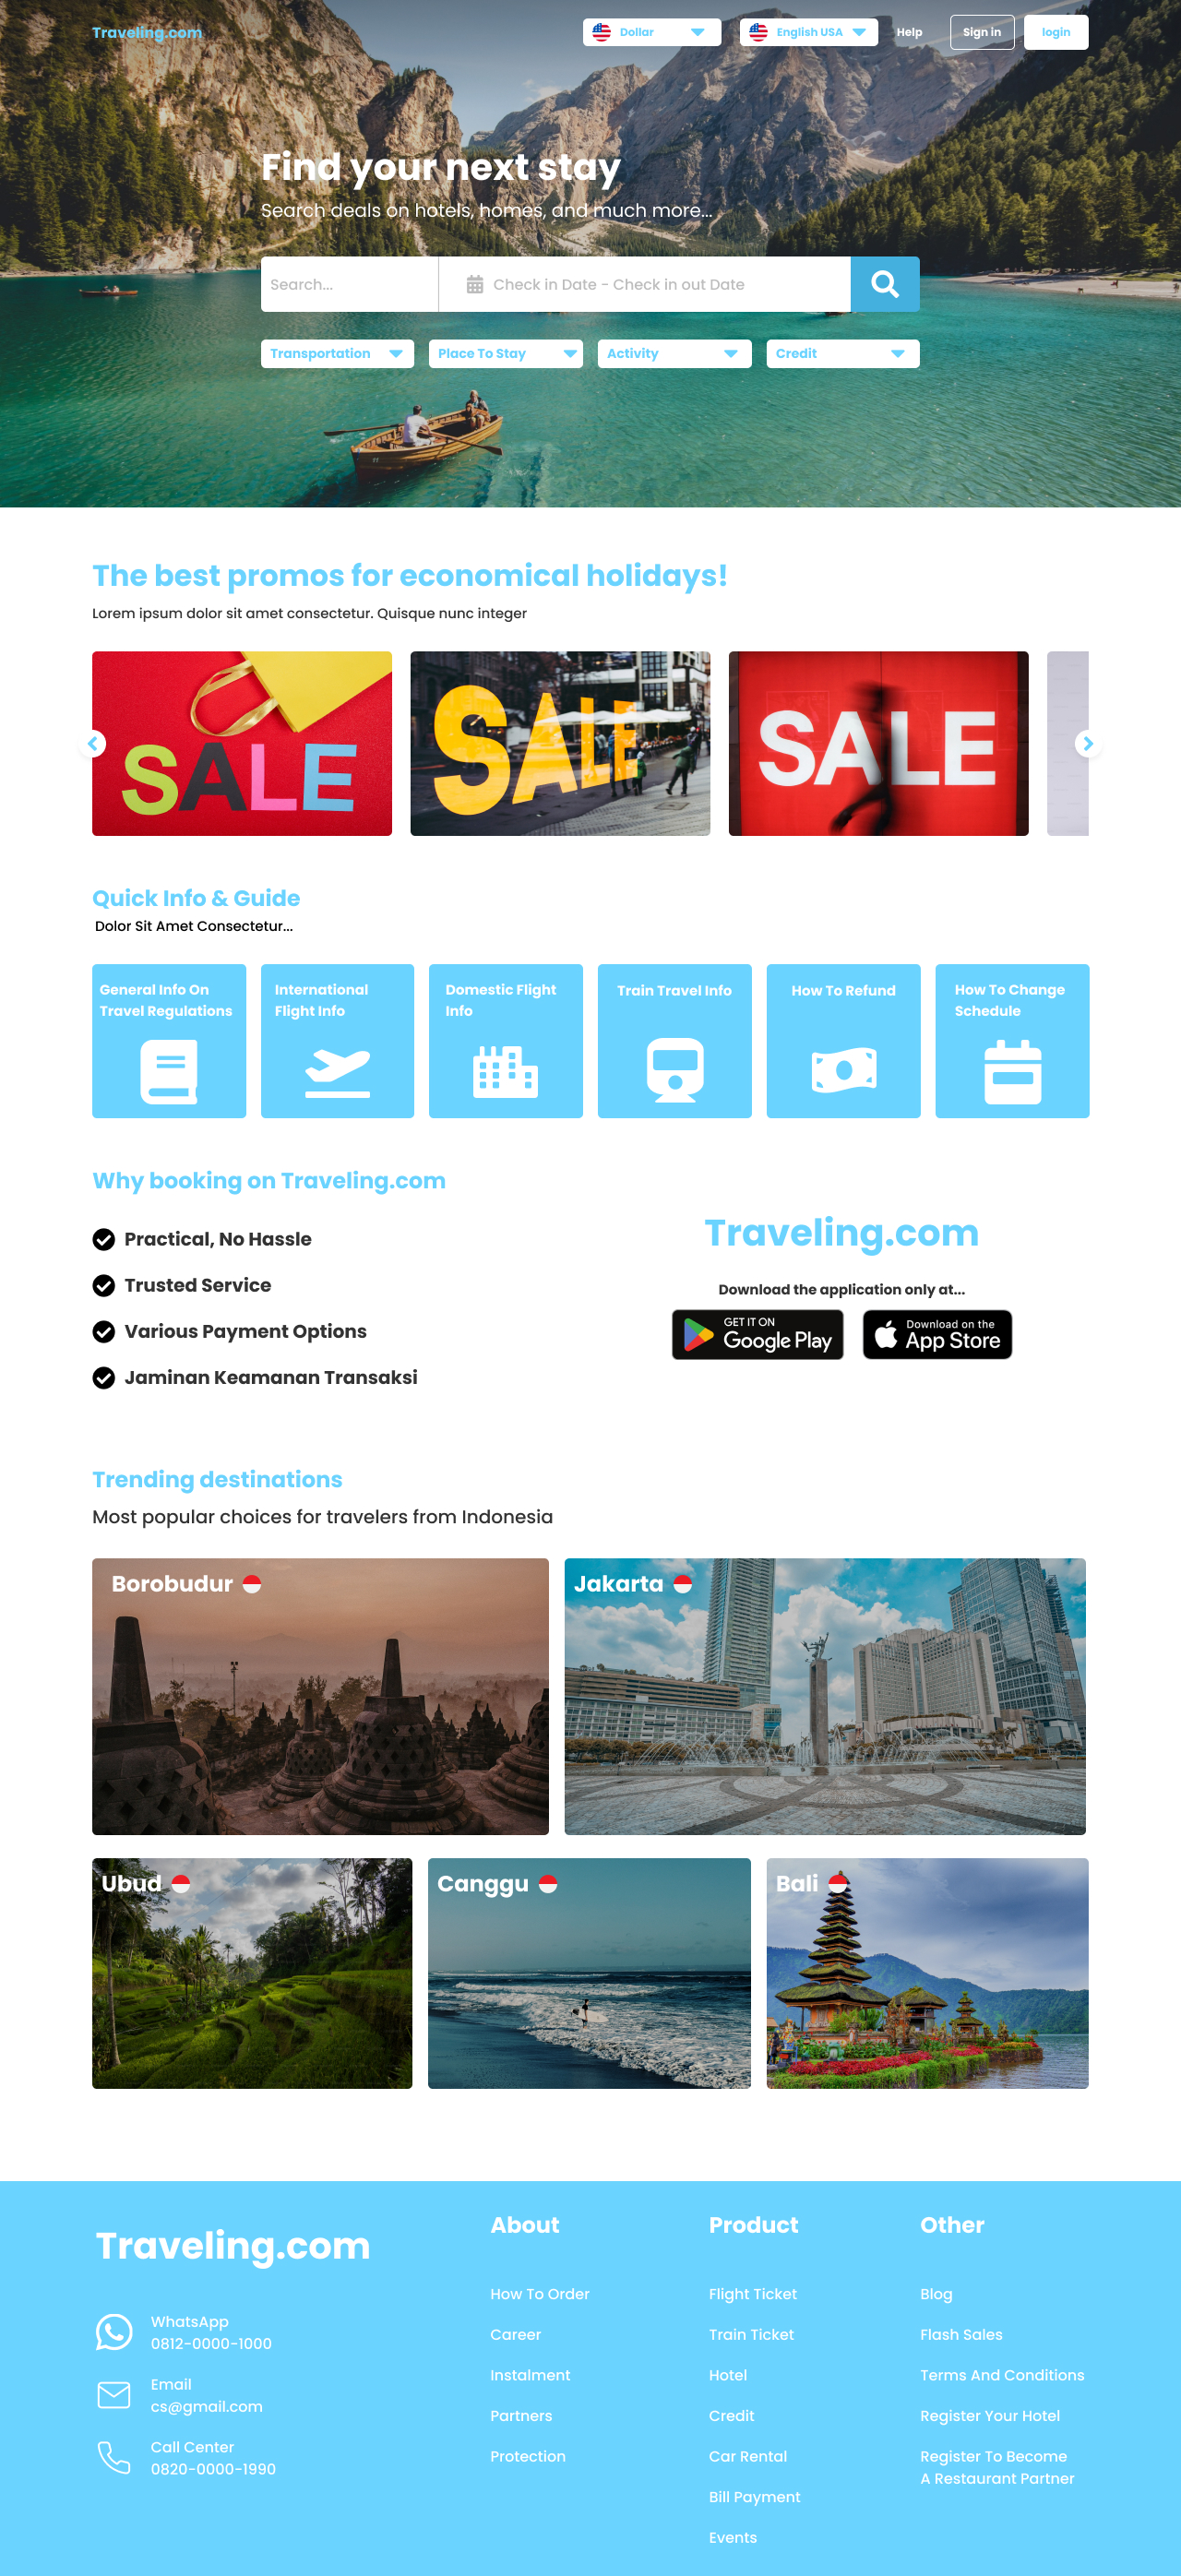 Traveling.com
Dollar
English USA
Help
Sign in
login
Find your next stay
Search deals on hotels, homes, and much more...
Search...
Check in Date - Check in out Date
Transportation
Place To Stay
Activity
Credit
The best promos for economical holidays!
Lorem ipsum dolor sit amet consectetur. Quisque nunc integer
SALE
SALE
SALE
Quick Info & Guide
Dolor Sit Amet Consectetur...
General Info On
Travel Regulations
International
Flight Info
Domestic Flight
Info
Train Travel Info
How To Refund
How To Change
Schedule
Why booking on Traveling.com
Practical, No Hassle
Trusted Service
Various Payment Options
Jaminan Keamanan Transaksi
Traveling.com
Download the application only at...
GET IT ON
Google Play
Download on the
App Store
Trending destinations
Most popular choices for travelers from Indonesia
Borobudur
Jakarta
Ubud
Canggu
Bali
Traveling.com
WhatsApp
0812-0000-1000
Email
cs@gmail.com
Call Center
0820-0000-1990
About
How To Order
Career
Instalment
Partners
Protection
Product
Flight Ticket
Train Ticket
Hotel
Credit
Car Rental
Bill Payment
Events
Other
Blog
Flash Sales
Terms And Conditions
Register Your Hotel
Register To Become
A Restaurant Partner